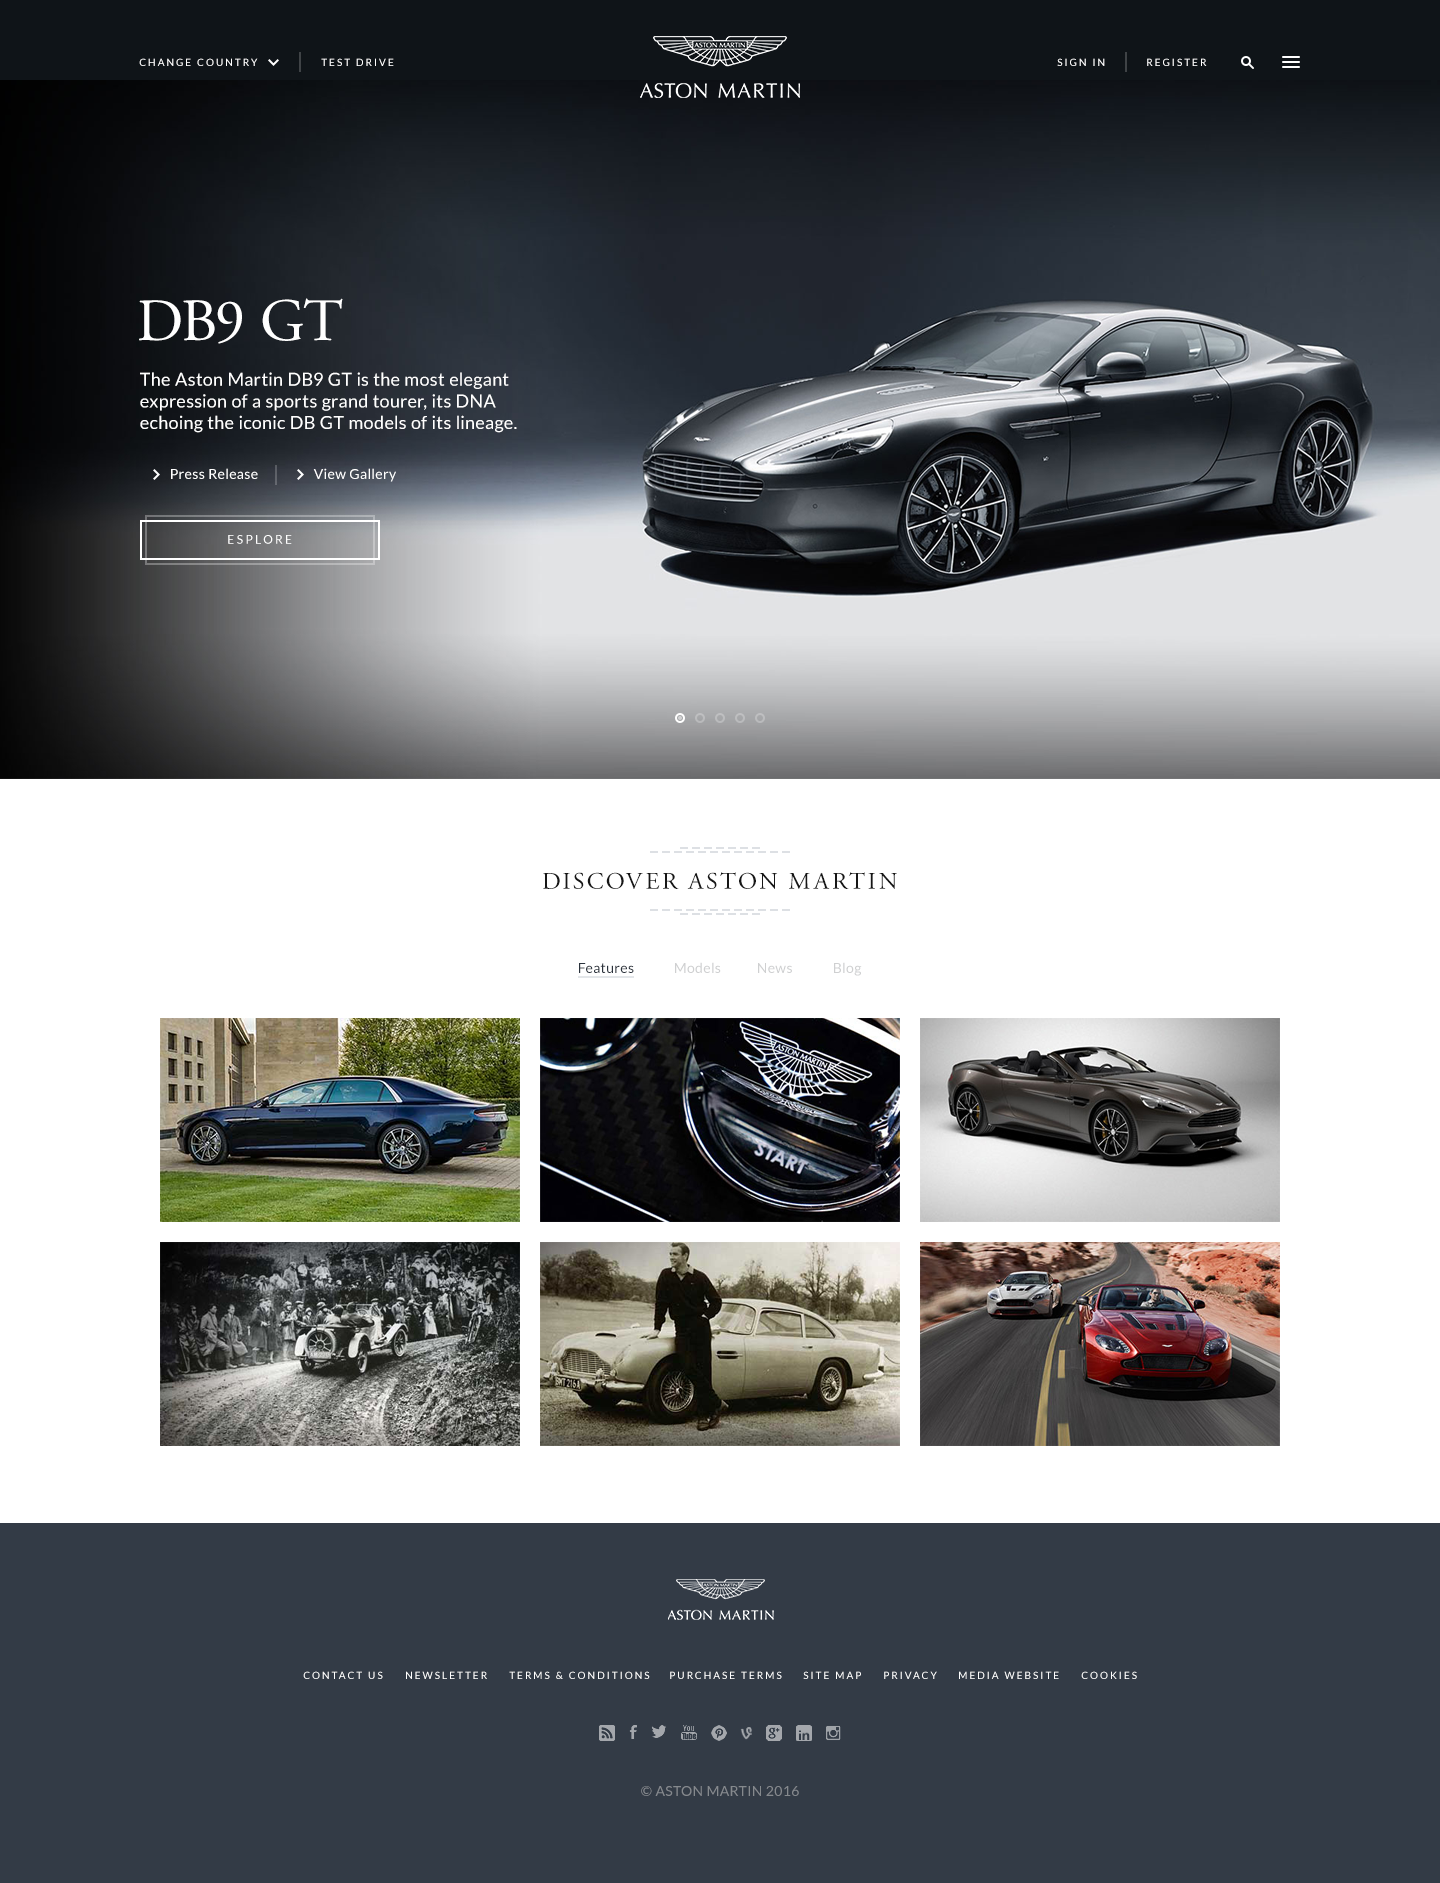 CHANGE COUNTRY
TEST DRIVE
ASTON MARTIN
ASTON MARTIN
SIGN IN
REGISTER
DB9 GT
The Aston Martin DB9 GT is the most elegant
expression of a sports grand tourer, its DNA
echoing the iconic DB GT models of its lineage.
Press Release
View Gallery
ESPLORE
DISCOVER ASTON MARTIN
Features
Models
News
Blog
ASTON MARTIN
START
ASTON MARTIN
ASTON MARTIN
CONTACT US
NEWSLETTER
TERMS & CONDITIONS
PURCHASE TERMS
SITE MAP
PRIVACY
MEDIA WEBSITE
COOKIES
You
© ASTON MARTIN 2016